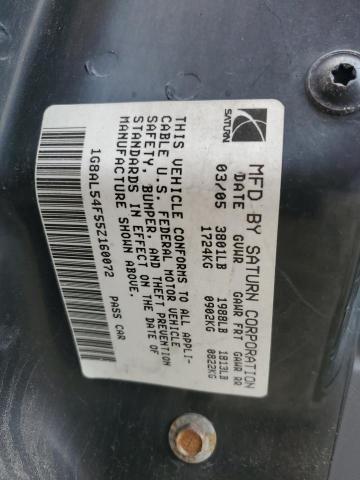 SATURN
MFD BY SATURN CORPORATION
DATE GVWR GAWR FRT GAWR RR
03/05 3801LB 1988LB 1813LB
1724KG 0902KG 0822KG
THIS VEHICLE CONFORMS TO ALL APPLI-
CABLE U.S. FEDERAL MOTOR VEHICLE
SAFETY, BUMPER, AND THEFT PREVENTION
STANDARDS IN EFFECT ON THE DATE OF
MANUFACTURE SHOWN ABOVE.
1G8AL54F55Z160072 PASS CAR